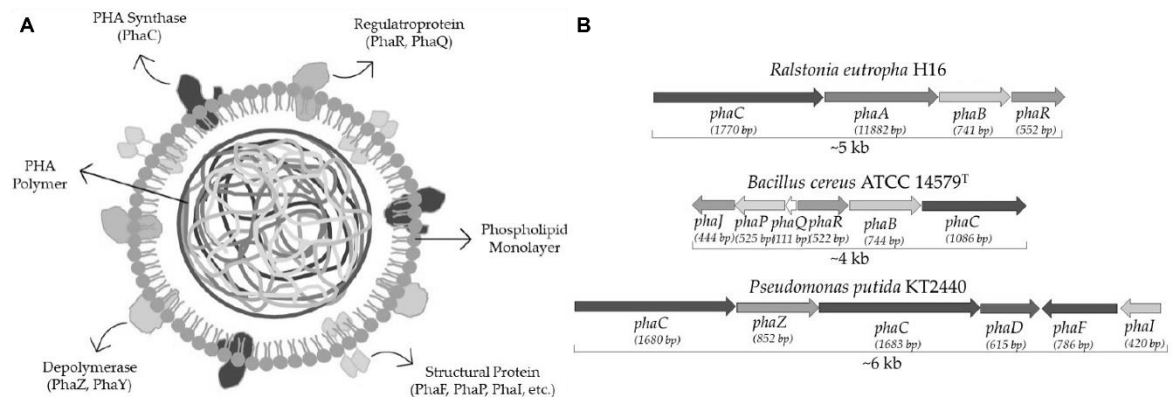 A
PHA Synthase
(PhaC)
Regulatroprotein
(PhaR, PhaQ)
PHA
Polymer
Phospholipid
Monolayer
Depolymerase
(PhaZ, PhaY)
Structural Protein
(PhaF, PhaP, PhaI, etc.)
B
Ralstonia eutropha H16
phaC phaA phaB phaR
(1770 bp) (11882 bp) (741 bp) (552 bp)
~5 kb
Bacillus cereus ATCC 14579T
phaJ phaP phaQ phaR phaB phaC
(444 bp) (525 bp) (111 bp) (522 bp) (744 bp) (1086 bp)
~4 kb
Pseudomonas putida KT2440
phaC phaZ phaC phaD phaF phaI
(1680 bp) (852 bp) (1683 bp) (615 bp) (786 bp) (420 bp)
~6 kb